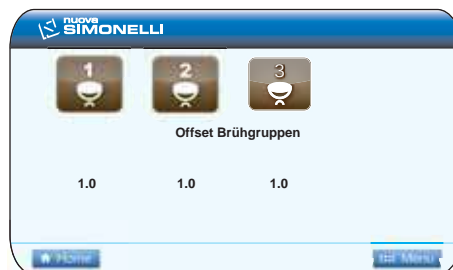 nuova
SIMONELLI
1 2 3
Offset Brühgruppen
1.0 1.0 1.0
Home Menu